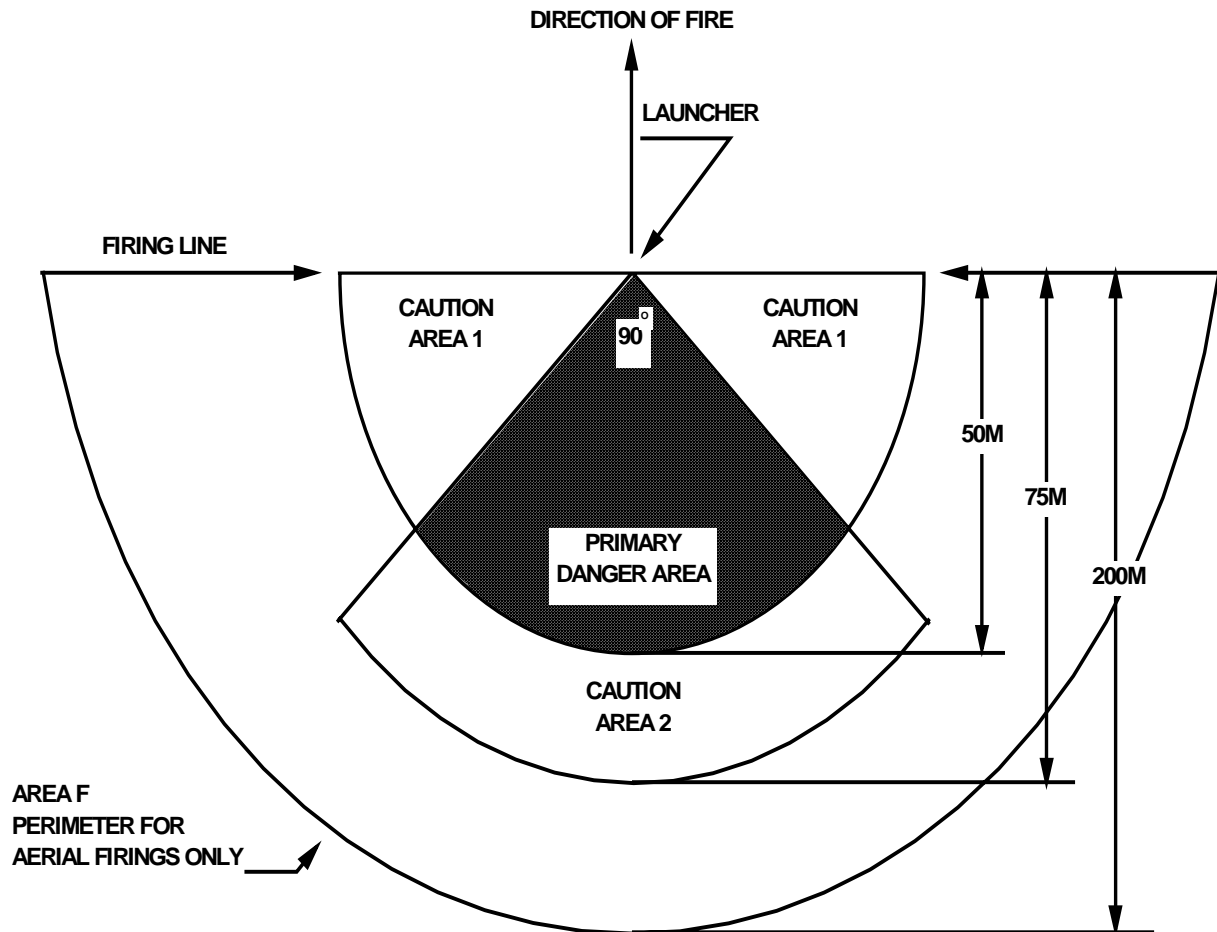 DIRECTION OF FIRE
LAUNCHER
FIRING LINE
CAUTION
AREA 1
90°
CAUTION
AREA 1
50M
75M
200M
PRIMARY
DANGER AREA
CAUTION
AREA 2
AREA F
PERIMETER FOR
AERIAL FIRINGS ONLY